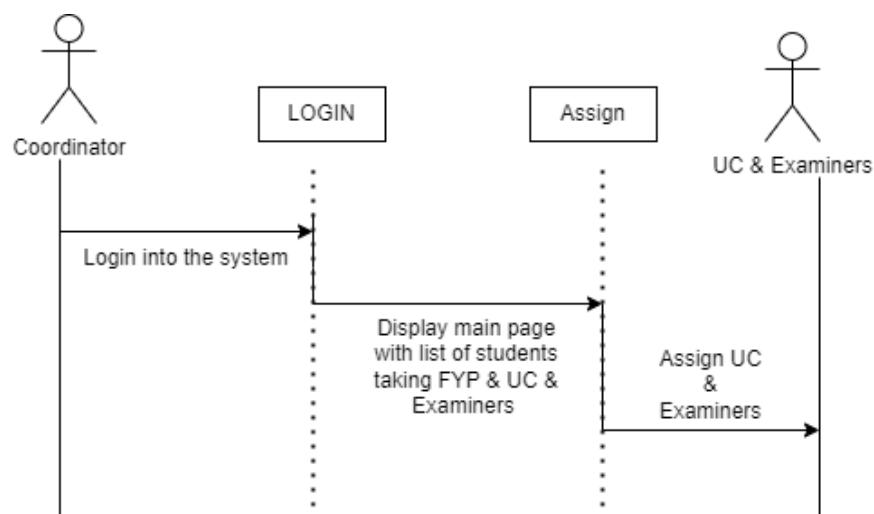 LOGIN
Assign
Coordinator
UC & Examiners
Login into the system
Display main page
with list of students
taking FYP & UC &
Examiners
Assign UC
&
Examiners